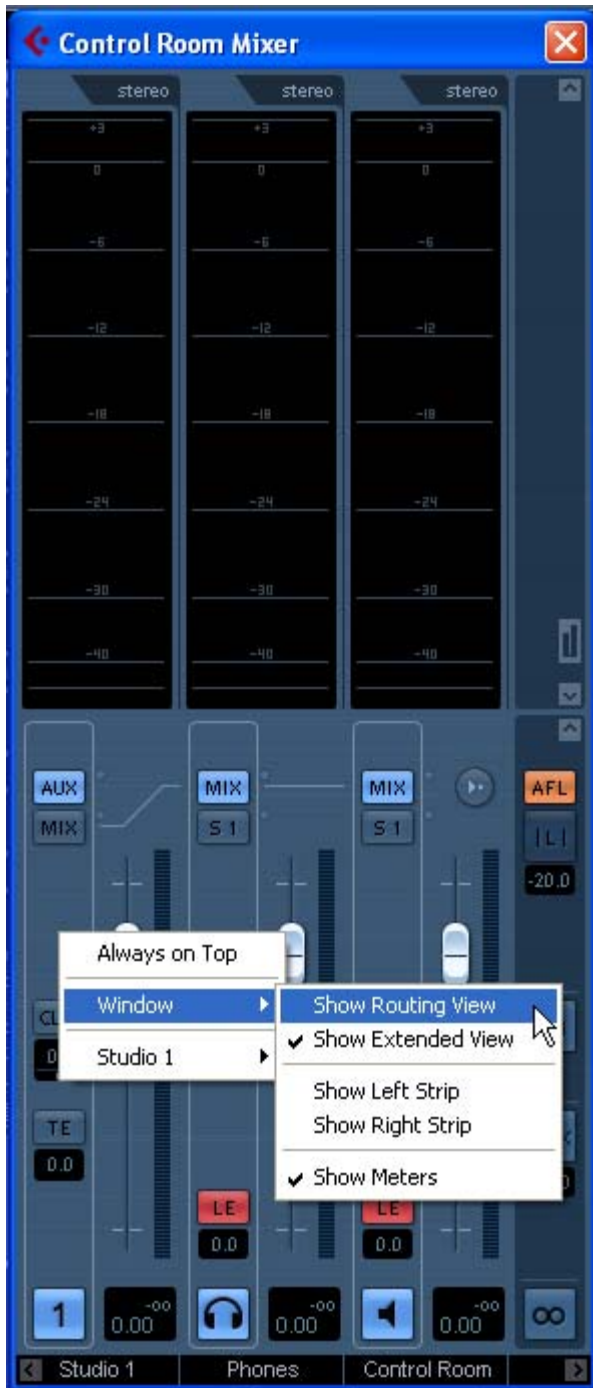 Control Room Mixer
stereo stereo stereo
+3 +3 +3
0 0 0
-6 -6 -6
-12 -12 -12
-18 -18 -18
-24 -24 -24
-30 -30 -30
-40 -40 -40
AUX MIX MIX AFL
MIX S 1 S 1 |L|
-20.0
Always on Top
Window Show Routing View
Show Extended View
Studio 1
Show Left Strip
Show Right Strip
TE
0.0
Show Meters
LE LE
0.0 0.0
1 -oo -oo -oo
0.00 0.00 0.00
Studio 1 Phones Control Room